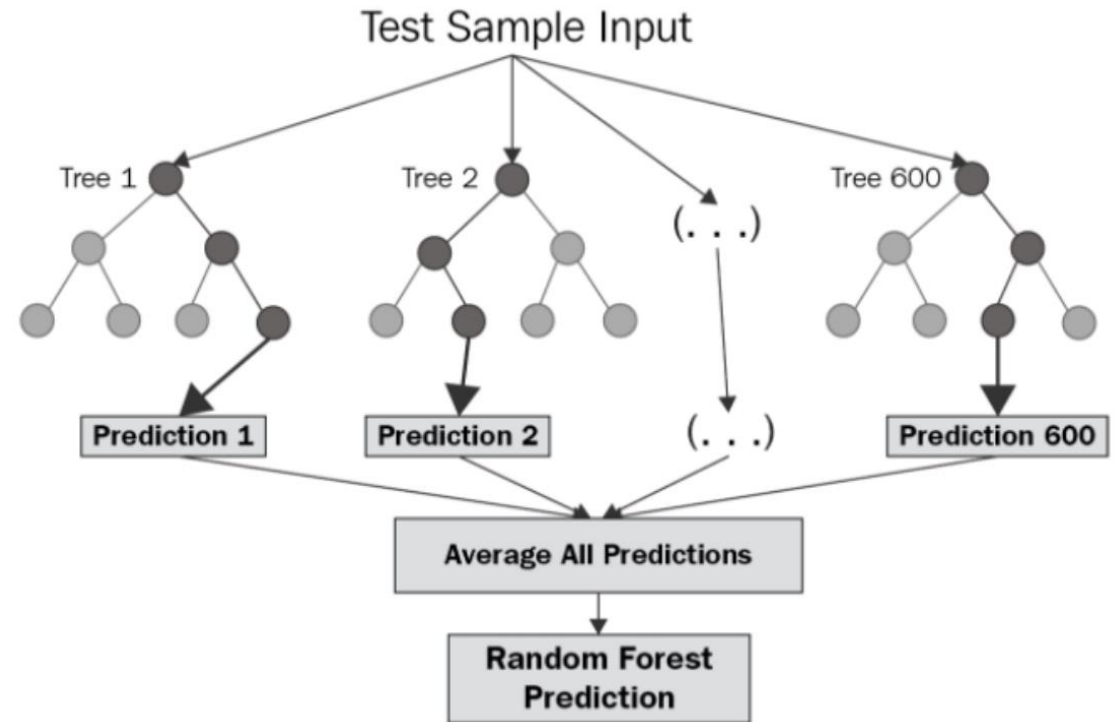 Test Sample Input
Tree 1
Tree 2
(. . .)
Tree 600
Prediction 1
Prediction 2
(. . .)
Prediction 600
Average All Predictions
Random Forest
Prediction